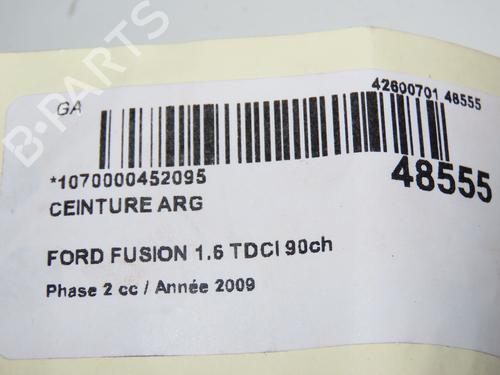 B-PARTS
GA
42600701 48555
48555
*1070000452095
CEINTURE ARG
FORD FUSION 1.6 TDCI 90ch
Phase 2 cc / Année 2009